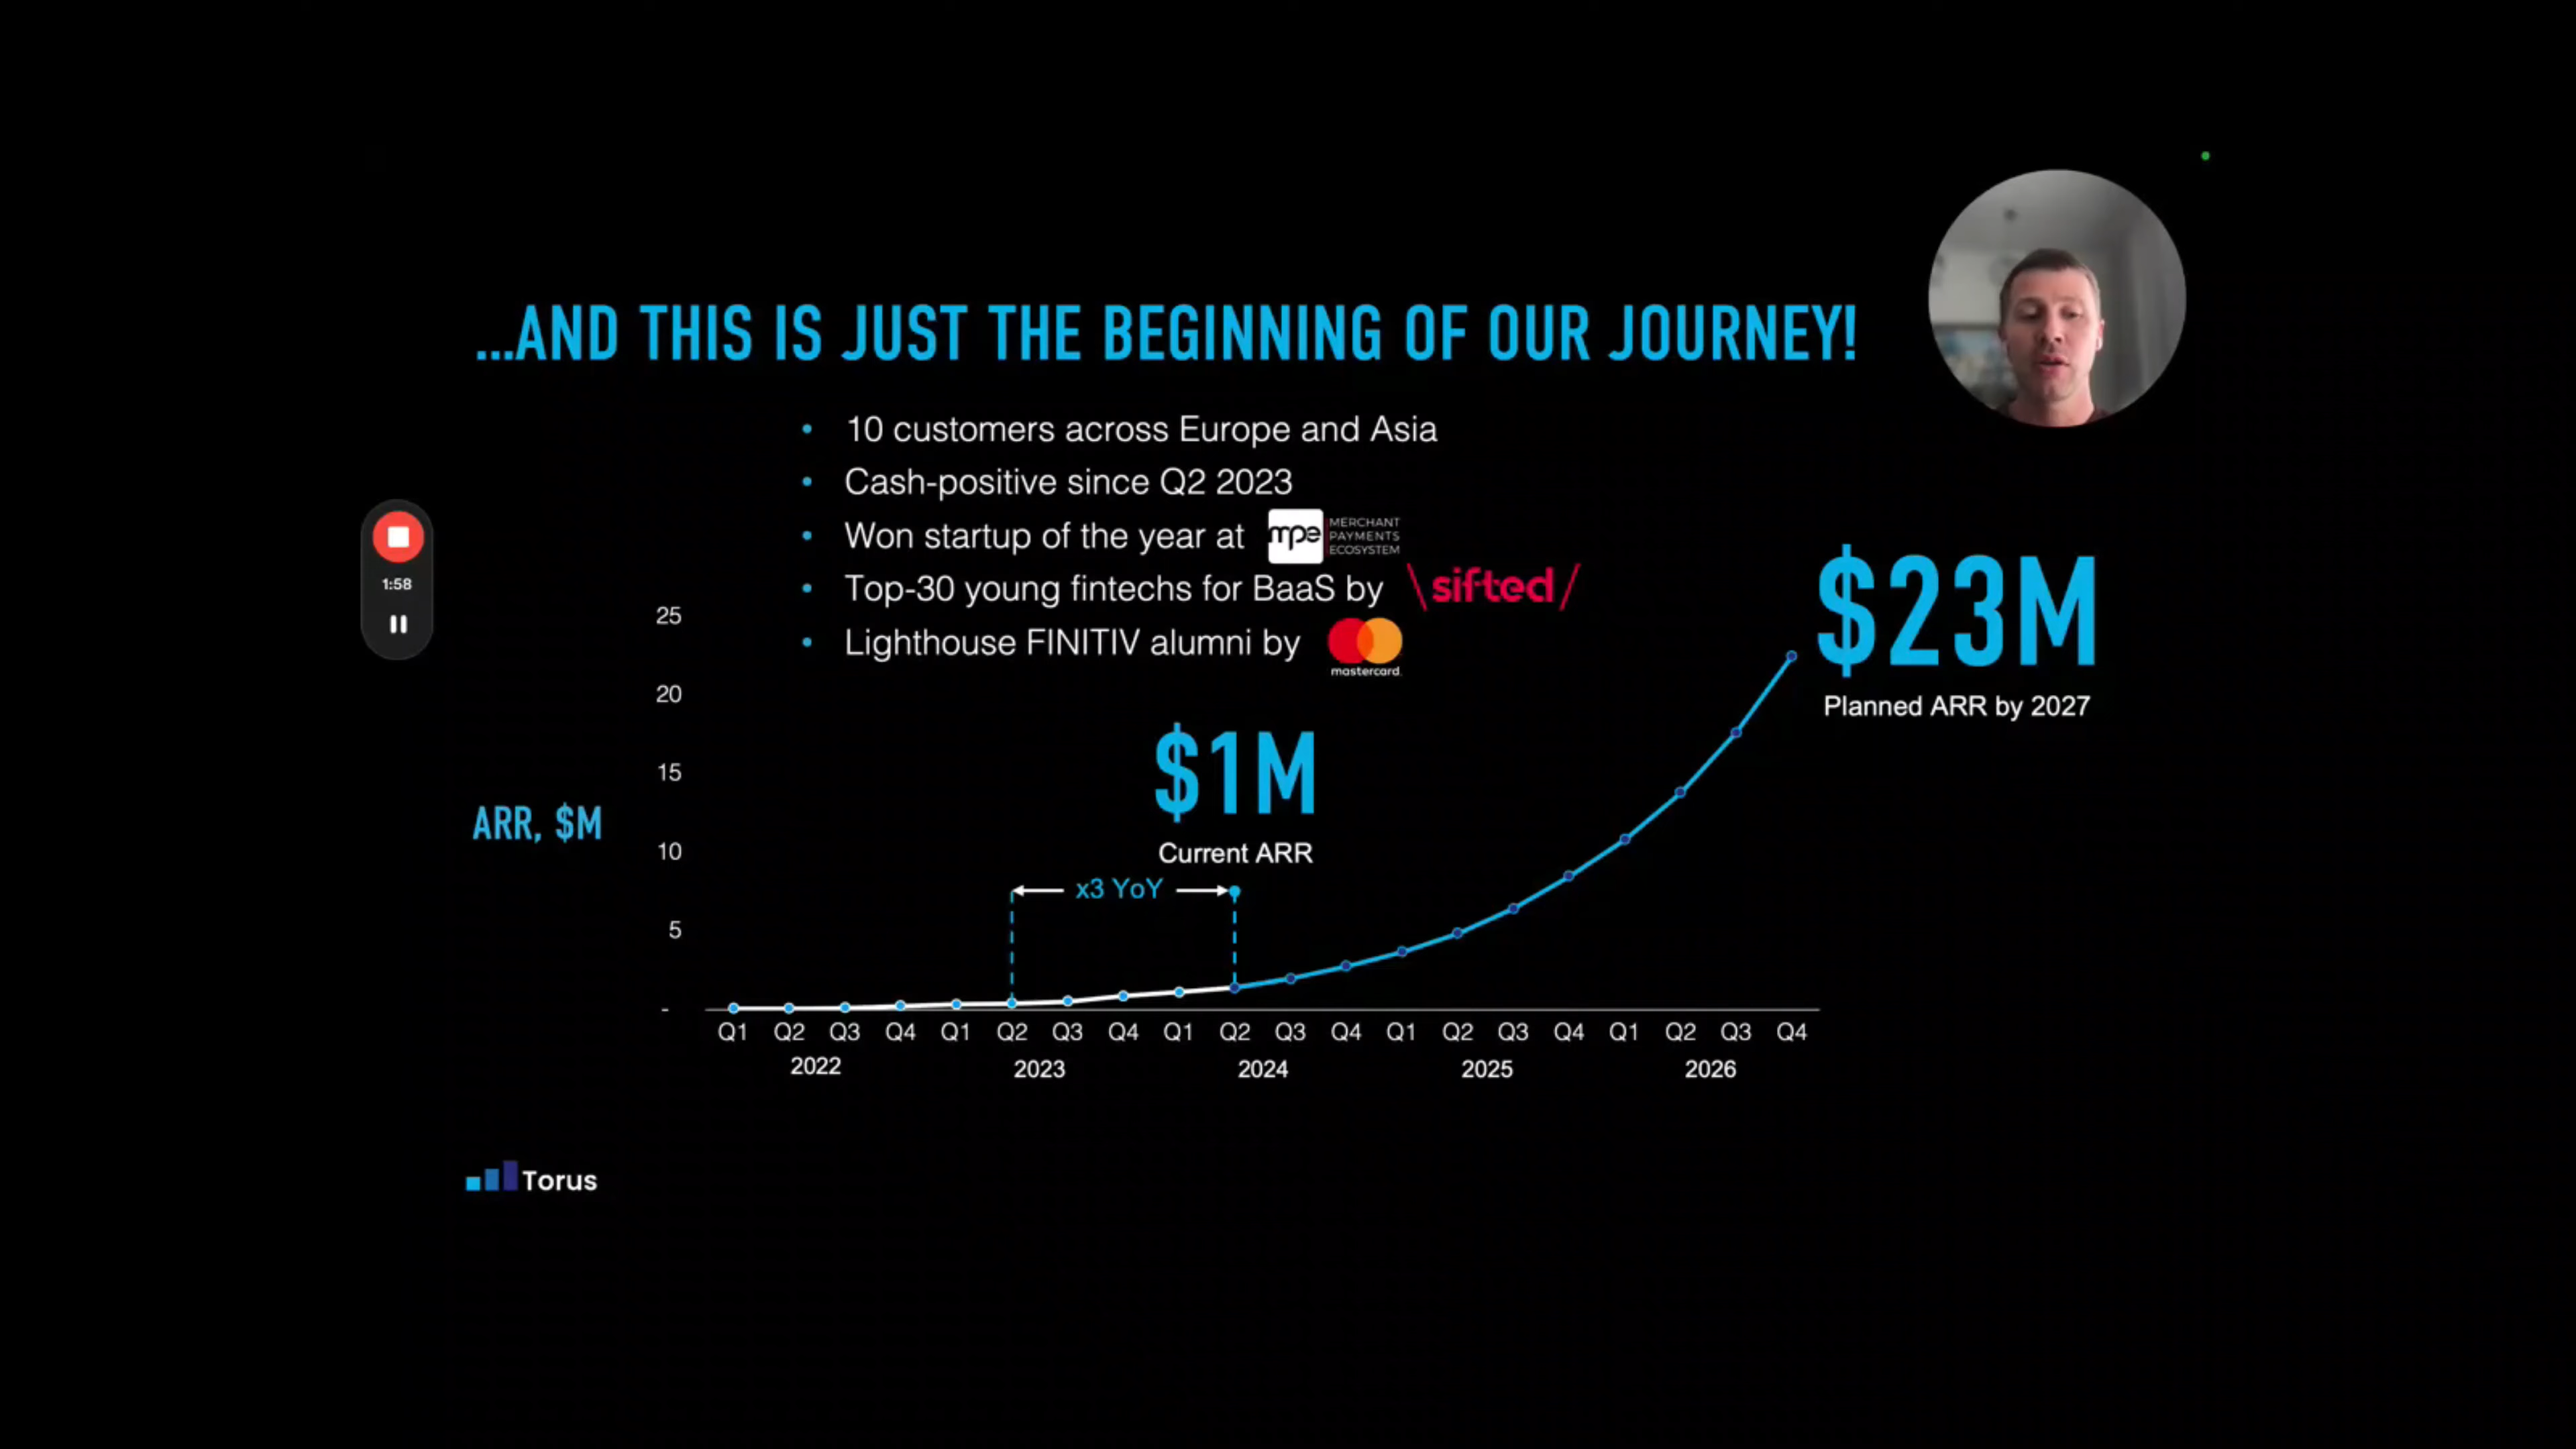 ...AND THIS IS JUST THE BEGINNING OF OUR JOURNEY!
• 10 customers across Europe and Asia
• Cash-positive since Q2 2023
• Won startup of the year at mpe MERCHANT PAYMENTS ECOSYSTEM
• Top-30 young fintechs for BaaS by \sifted/
• Lighthouse FINITIV alumni by mastercard.
1:58
$23M
Planned ARR by 2027
$1M
Current ARR
x3 YoY
ARR, $M
25
20
15
10
5
-
Q1 Q2 Q3 Q4 Q1 Q2 Q3 Q4 Q1 Q2 Q3 Q4 Q1 Q2 Q3 Q4 Q1 Q2 Q3 Q4
2022 2023 2024 2025 2026
Torus